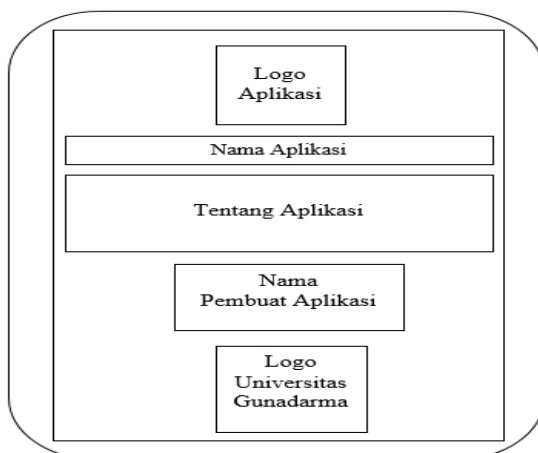 Logo
Aplikasi
Nama Aplikasi
Tentang Aplikasi
Nama
Pembuat Aplikasi
Logo
Universitas
Gunadarma